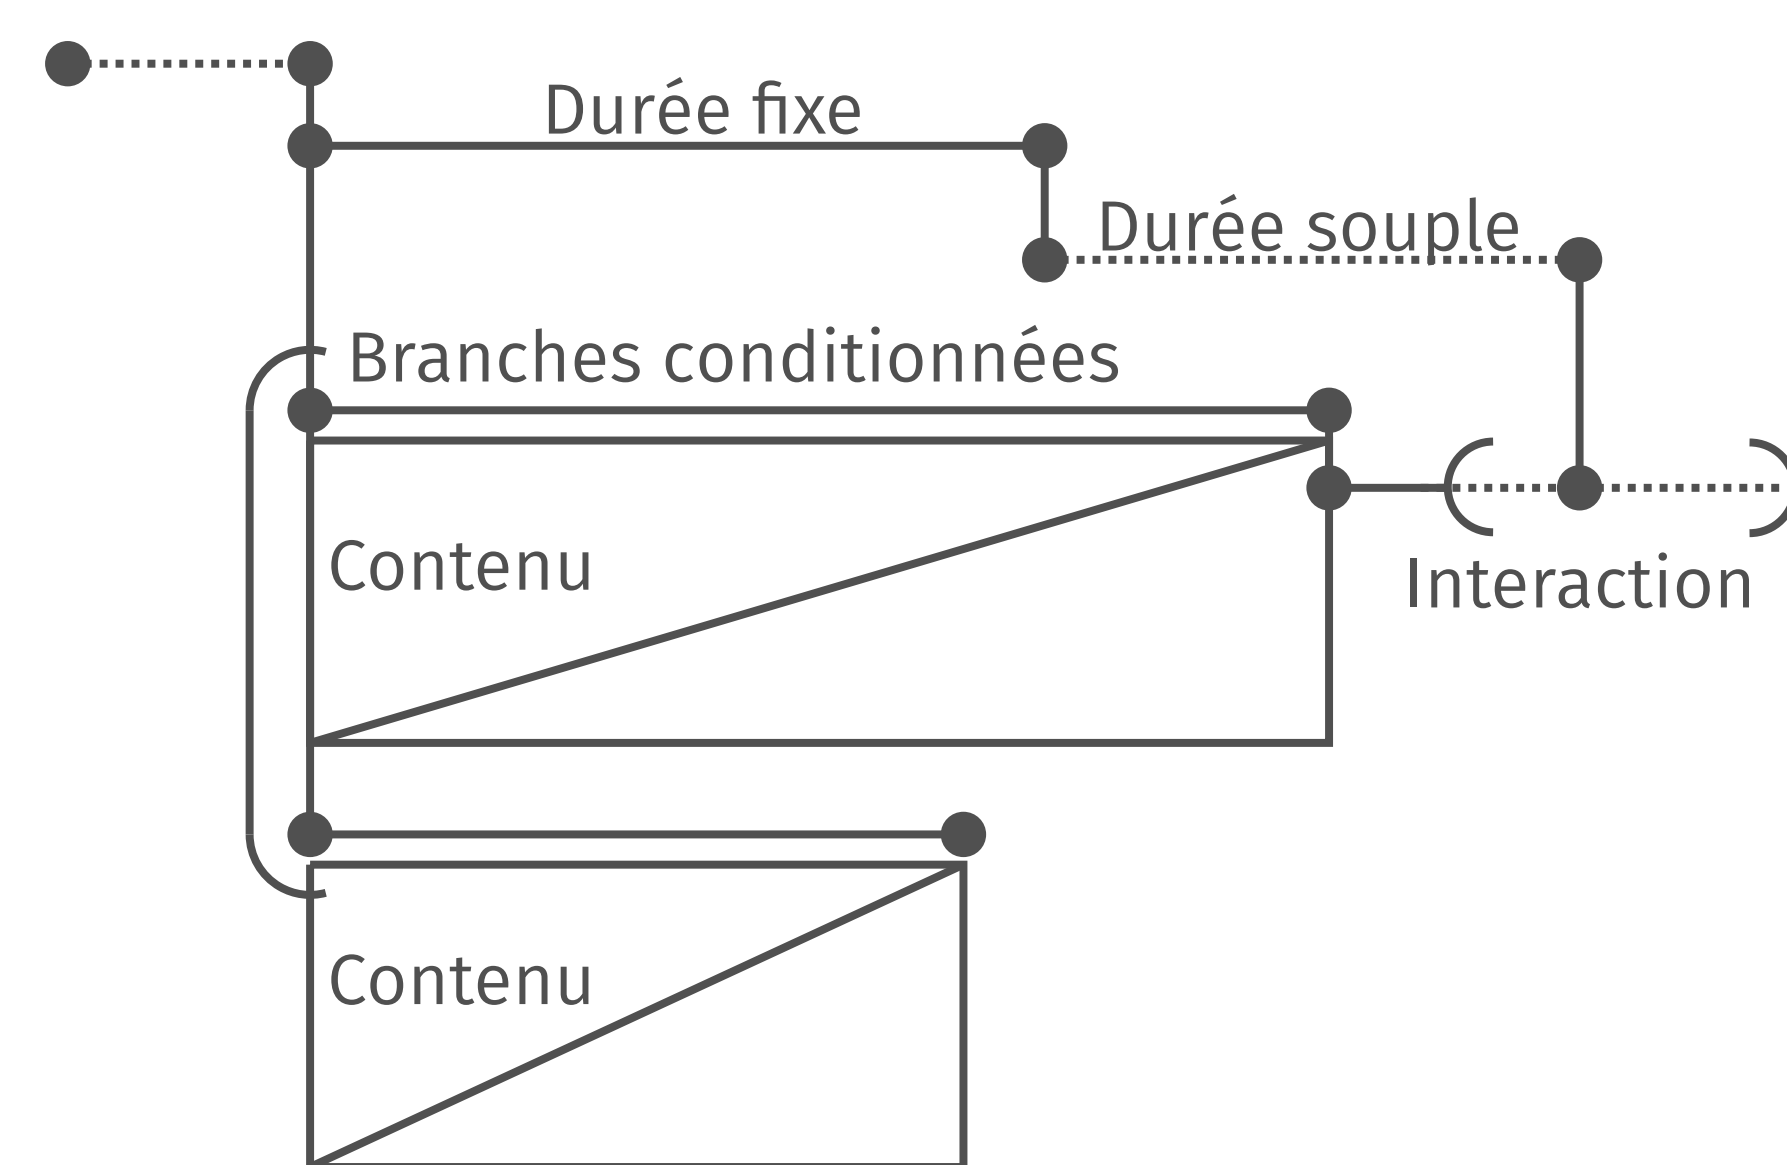 Durée fixe
Durée souple
Branches conditionnées
Contenu
Interaction
Contenu